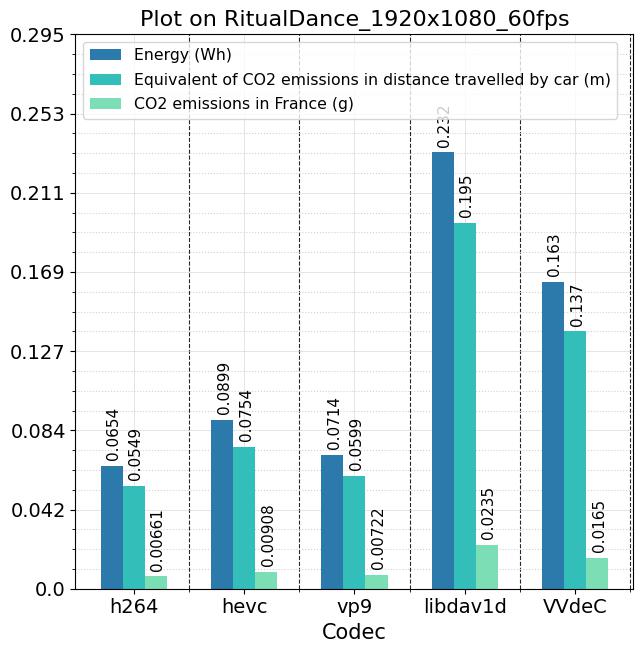 Plot on RitualDance_1920x1080_60fps
Energy (Wh)
Equivalent of CO2 emissions in distance travelled by car (m)
CO2 emissions in France (g)
0.295
0.253
0.211
0.169
0.127
0.084
0.042
0.0
0.0654
0.0549
0.00661
0.0899
0.0754
0.00908
0.0714
0.0599
0.00722
0.232
0.195
0.0235
0.163
0.137
0.0165
h264
hevc
vp9
libdav1d
VVdeC
Codec